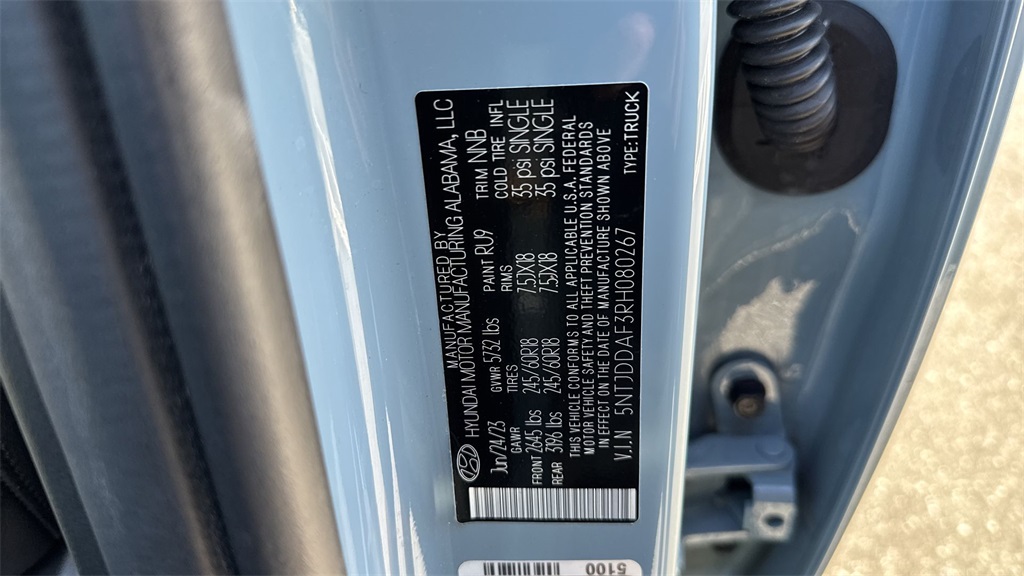 MANUFACTURED BY
HYUNDAI MOTOR MANUFACTURING ALABAMA, LLC
Jun/24/23 GVWR 5732 lbs PAINT RU9 TRIM NNB
GAWR TIRES RIMS COLD TIRE INFL
FRONT 2645 lbs 245/60R18 7.5JX18 35 psi SINGLE
REAR 3296 lbs 245/60R18 7.5JX18 35 psi SINGLE
THIS VEHICLE CONFORMS TO ALL APPLICABLE U.S.A. FEDERAL
MOTOR VEHICLE SAFETY AND THEFT PREVENTION STANDARDS
IN EFFECT ON THE DATE OF MANUFACTURE SHOWN ABOVE
V.I.N 5NTJDDAF3RH080267 TYPE:TRUCK
5100